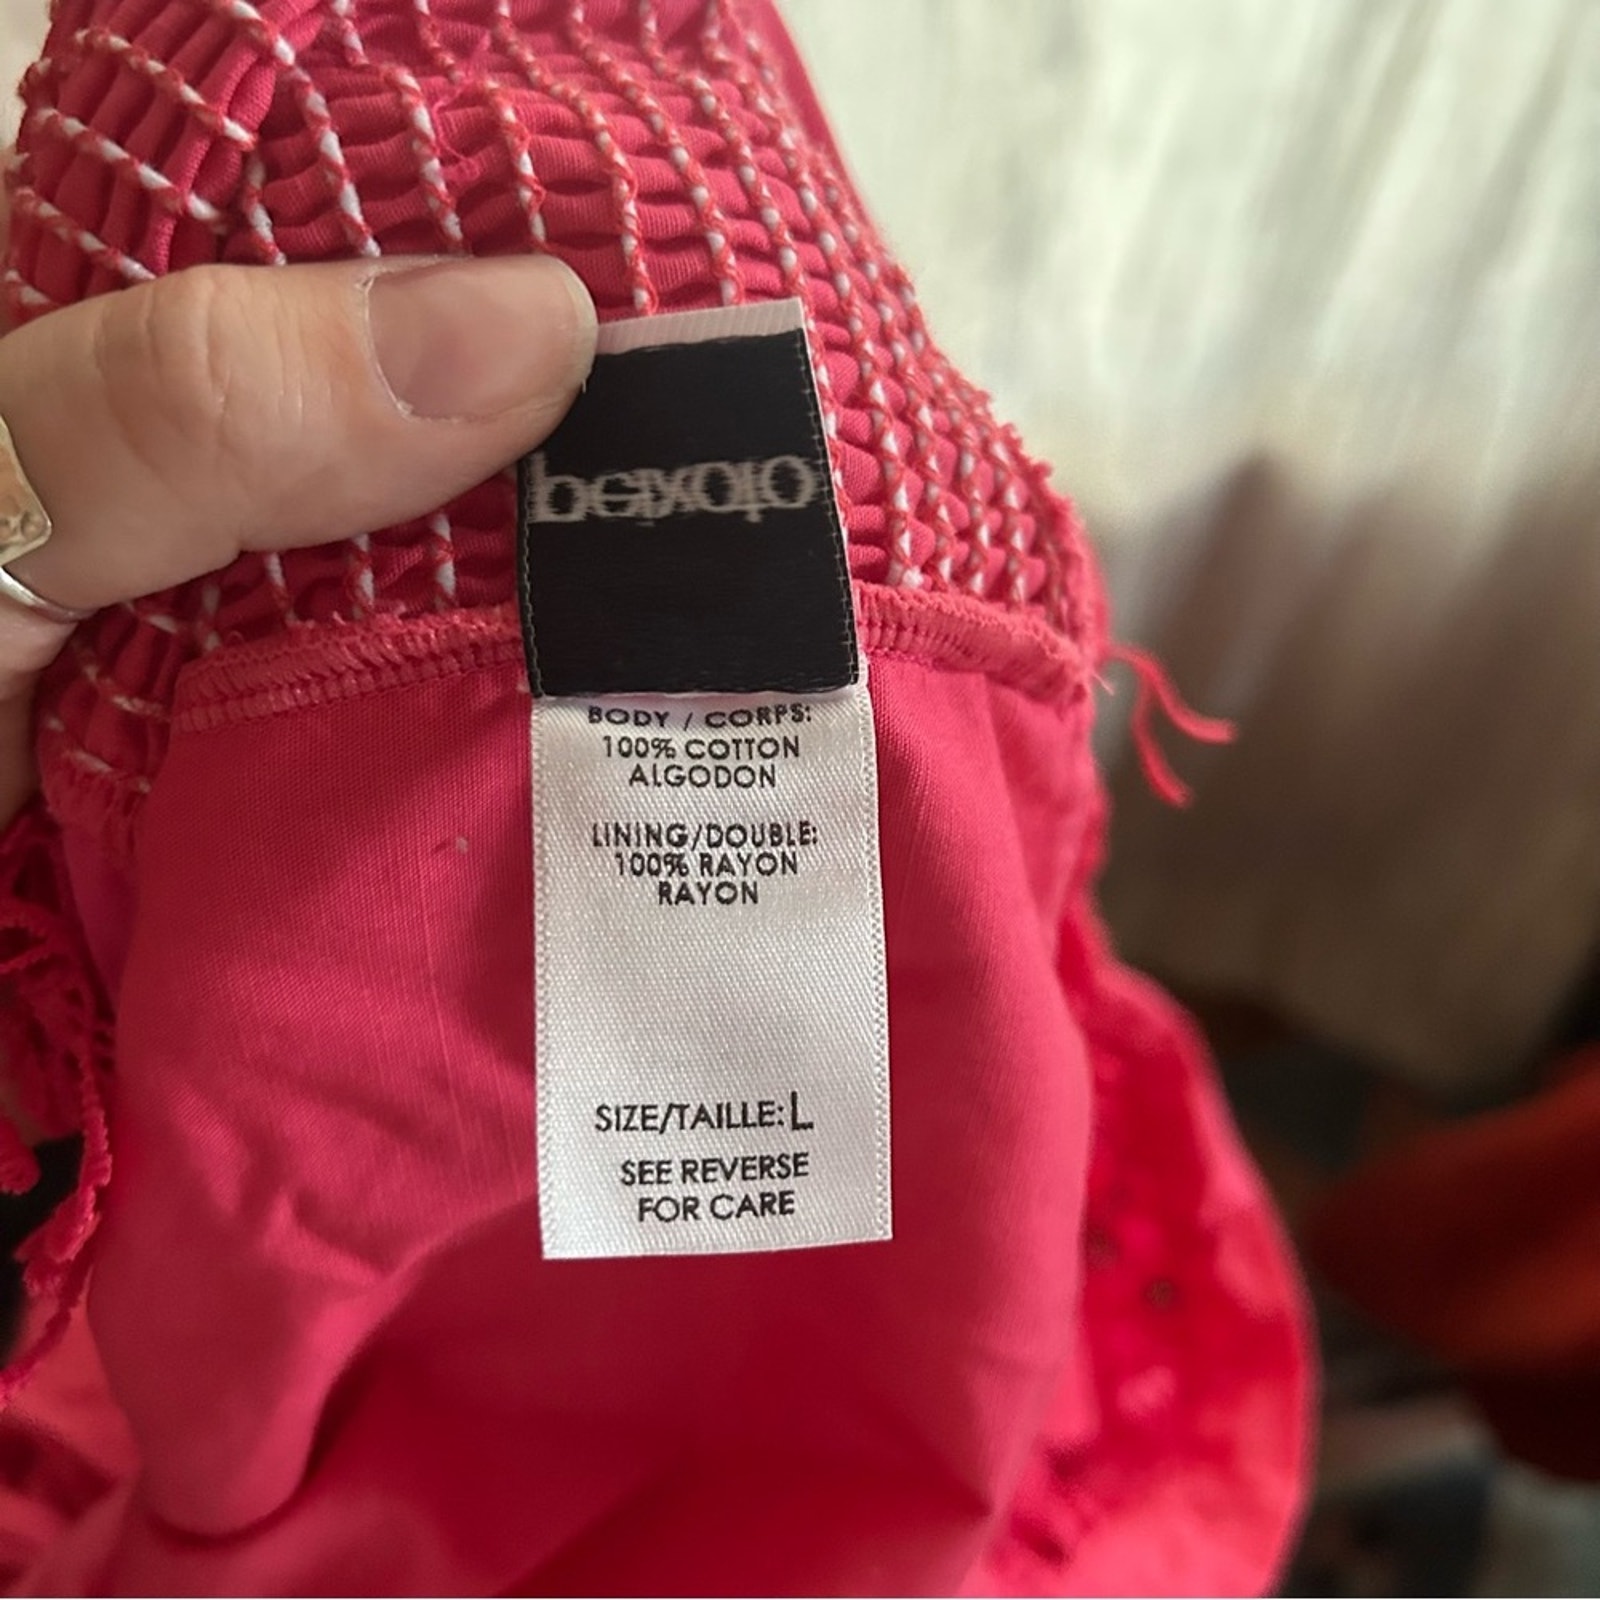 BODY / CORPS:
100% COTTON
ALGODON
LINING/DOUBLE:
100% RAYON
RAYON
SIZE/TAILLE: L
SEE REVERSE
FOR CARE